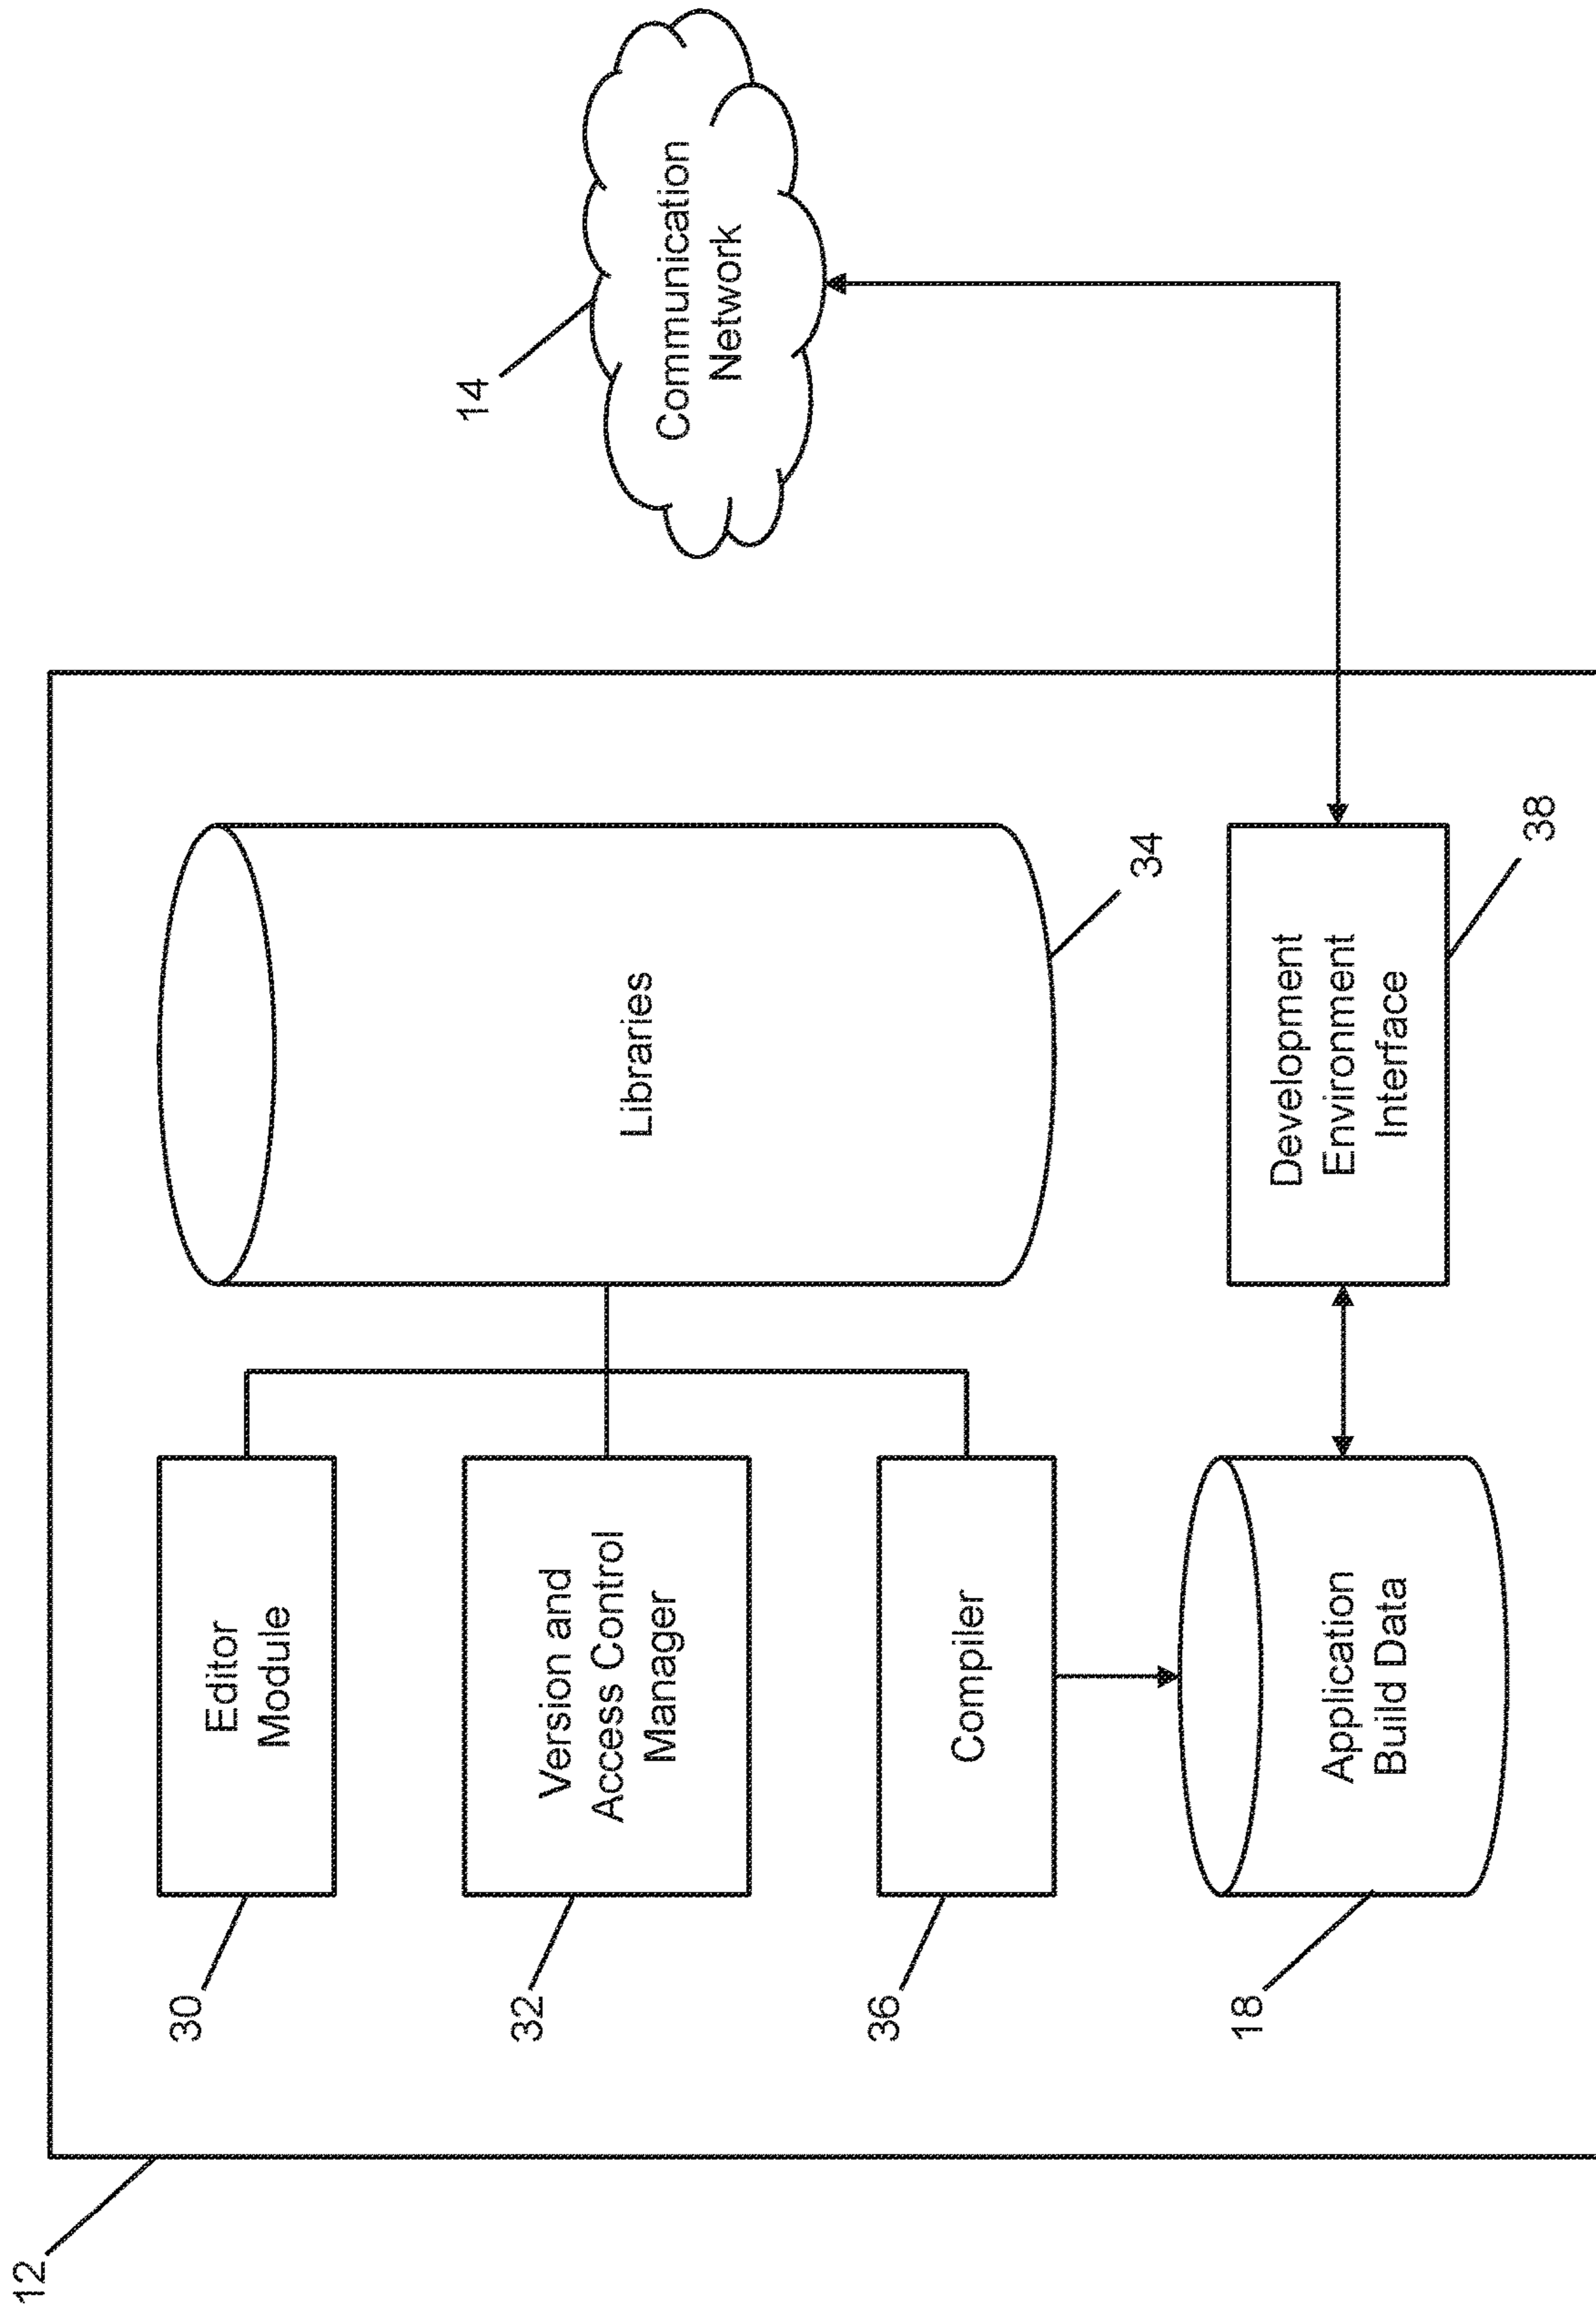 12
30
Editor
Module
32
Version and
Access Control
Manager
36
Compiler
18
Application
Build Data
Libraries
34
Development
Environment
Interface
38
14
Communication
Network